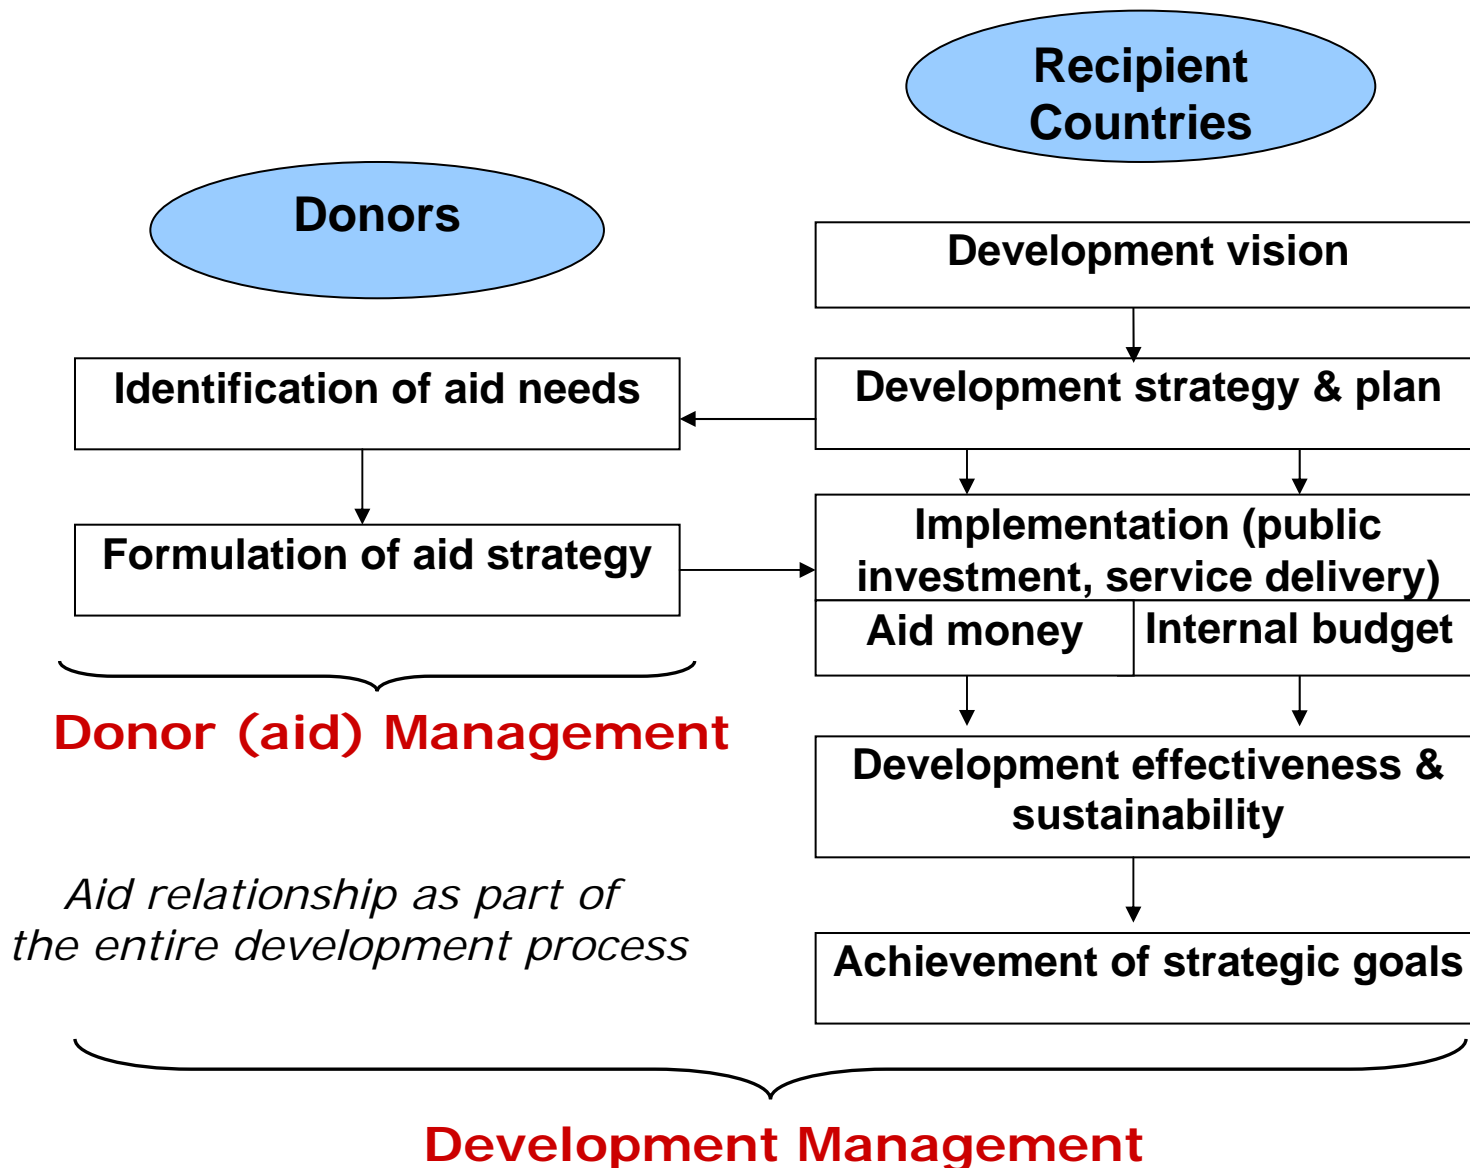 Recipient
Countries
Donors
Development vision
Identification of aid needs
Development strategy & plan
Formulation of aid strategy
Implementation (public
investment, service delivery)
Aid money
Internal budget
Donor (aid) Management
Development effectiveness &
sustainability
Aid relationship as part of
the entire development process
Achievement of strategic goals
Development Management